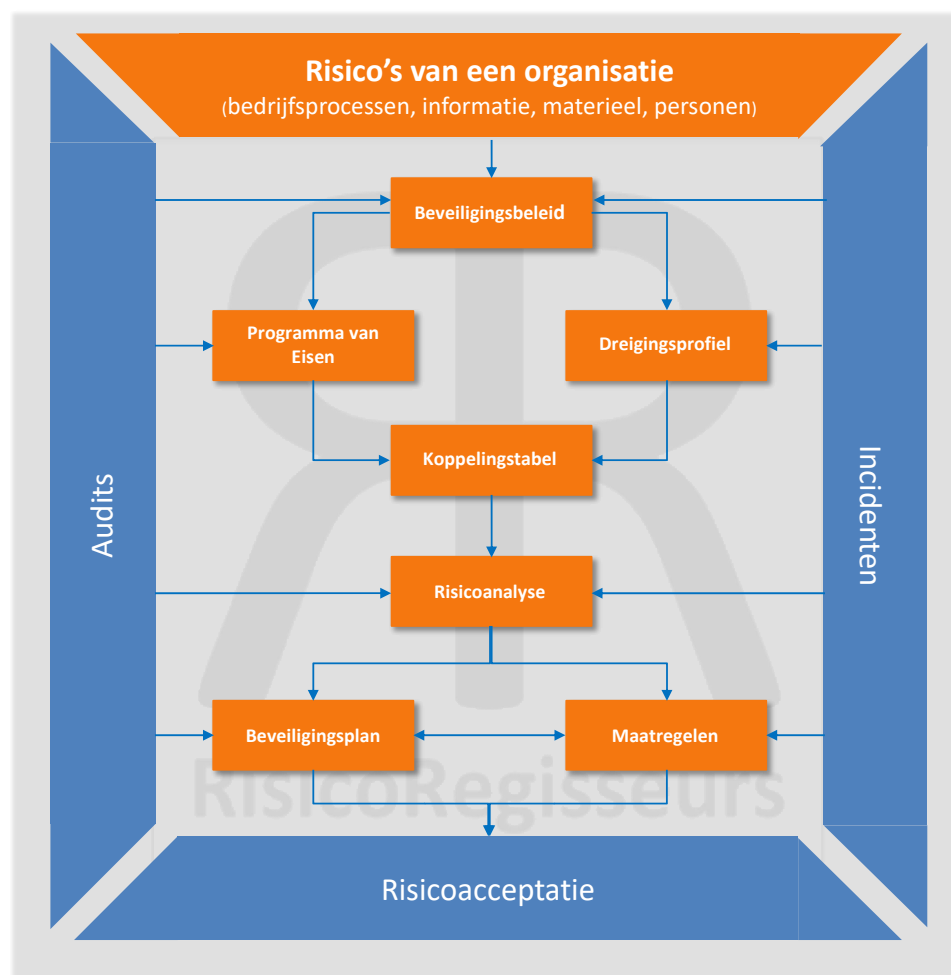 Risico’s van een organisatie
(bedrijfsprocessen, informatie, materieel, personen)
Beveiligingsbeleid
Programma van
Eisen
Dreigingsprofiel
Koppelingstabel
Audits
Incidenten
Risicoanalyse
Beveiligingsplan
Maatregelen
RisicoRegisseurs
Risicoacceptatie